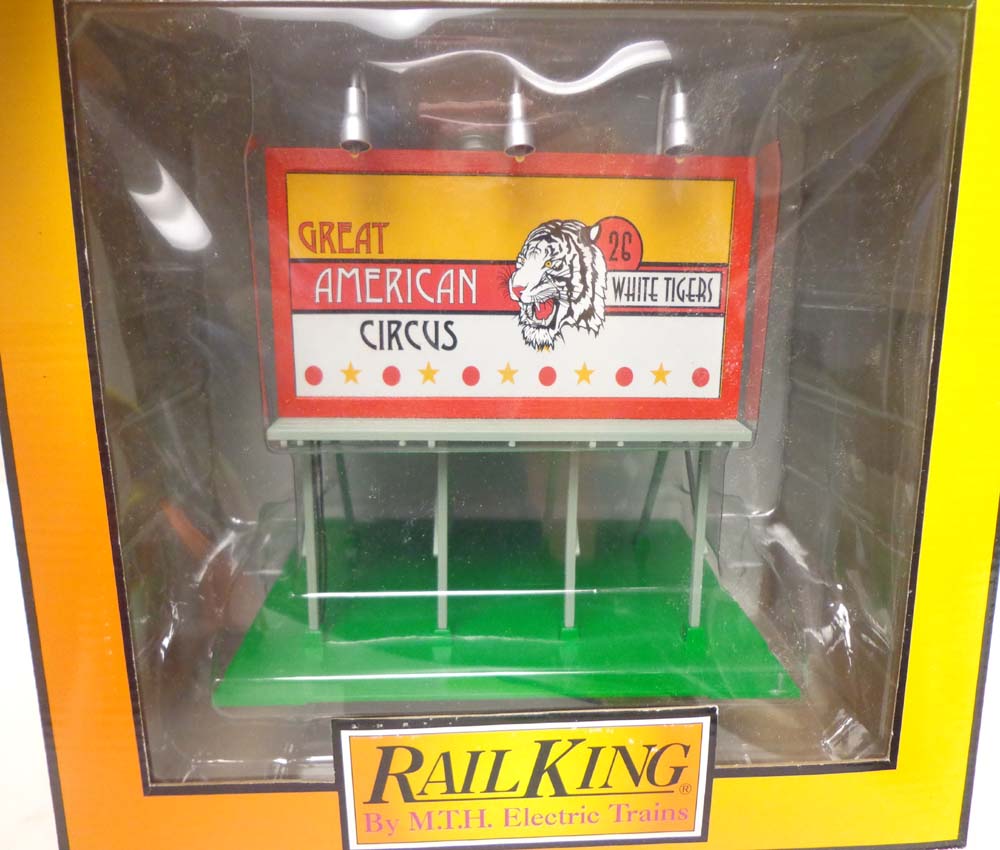 GREAT
AMERICAN
CIRCUS
26
WHITE TIGERS
RAILKING®
By M.T.H. Electric Trains